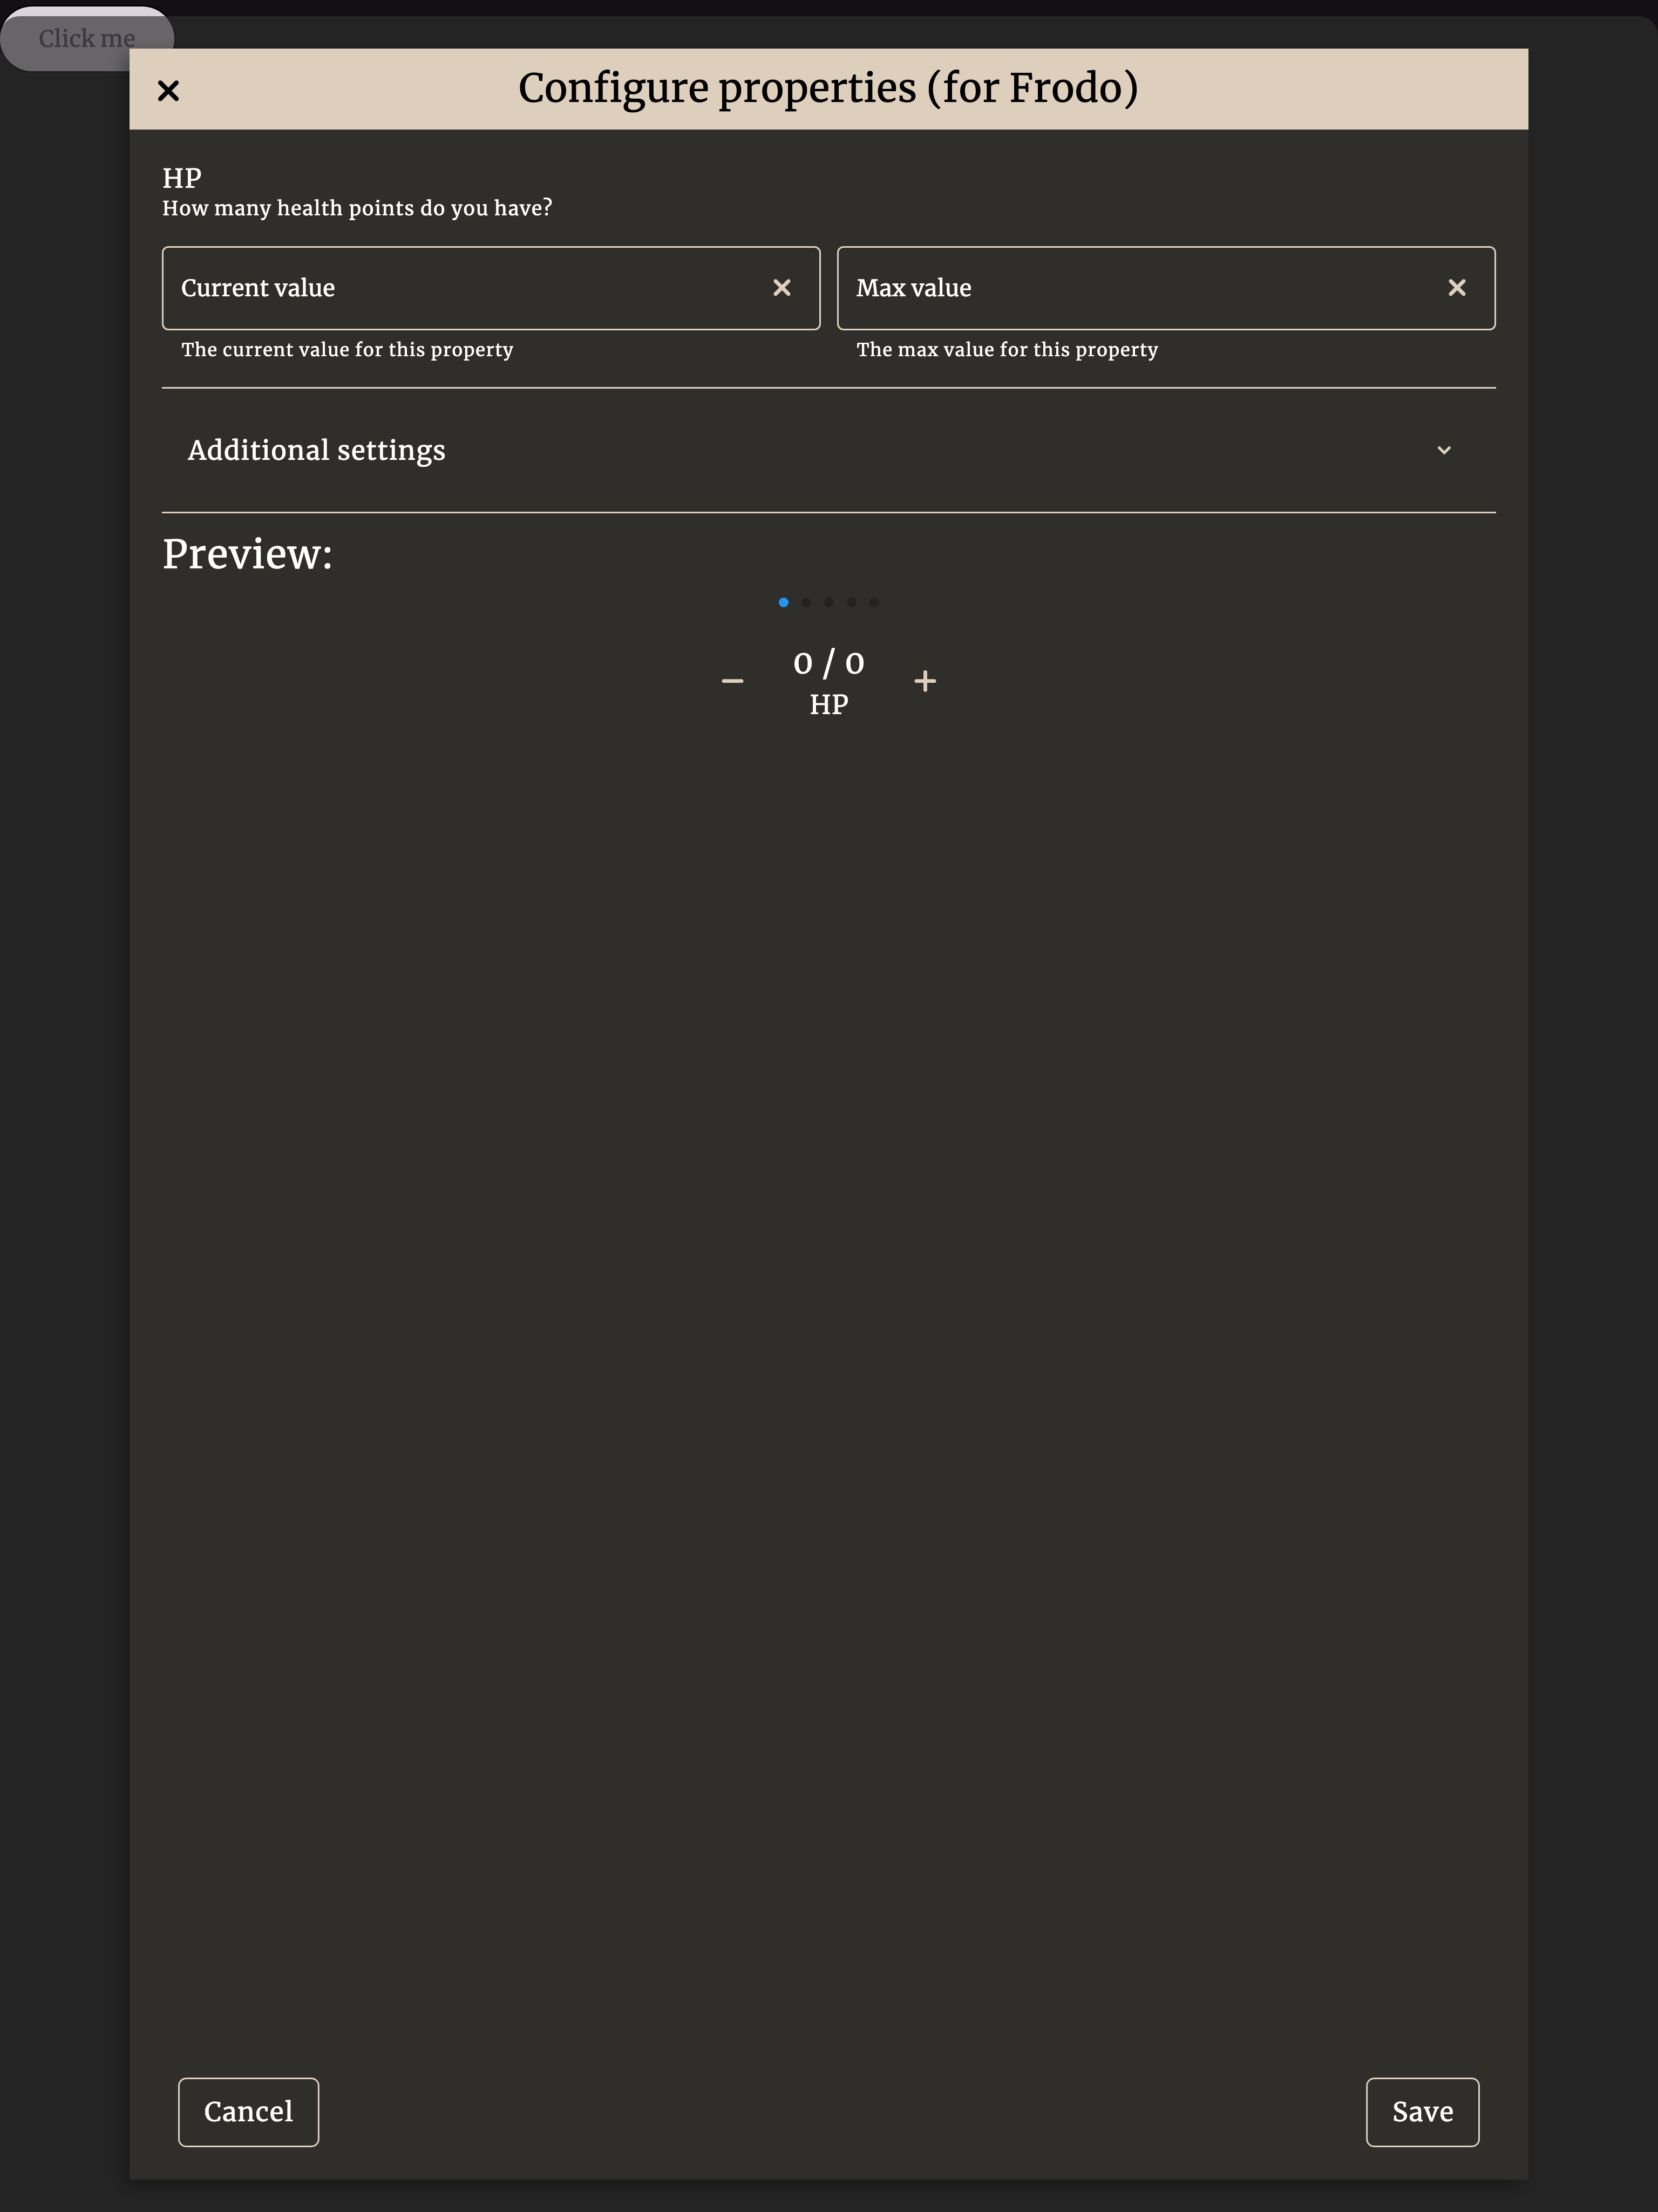 Click me
Configure properties (for Frodo)
HP
How many health points do you have?
Current value
Max value
The current value for this property
The max value for this property
Additional settings
Preview:
0 / 0
HP
Cancel
Save